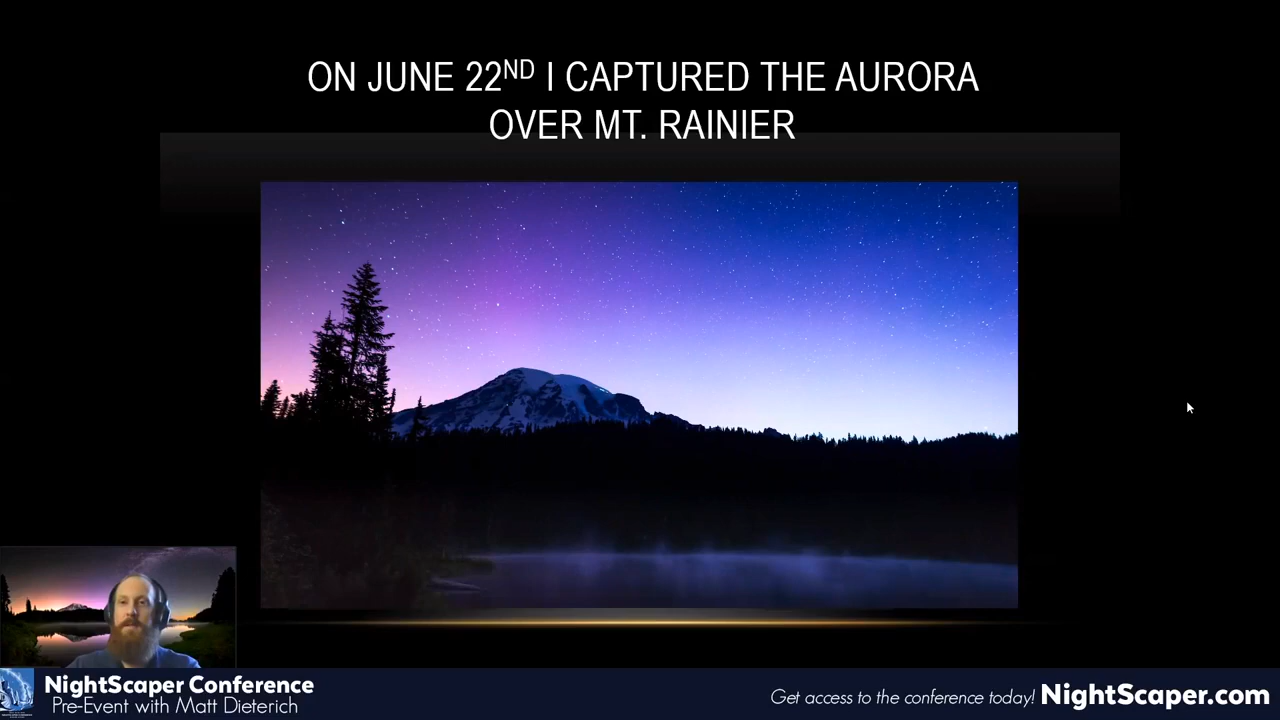 ON JUNE 22ND I CAPTURED THE AURORA
OVER MT. RAINIER
NightScaper Conference
Pre-Event with Matt Dieterich
Get access to the conference today! NightScaper.com